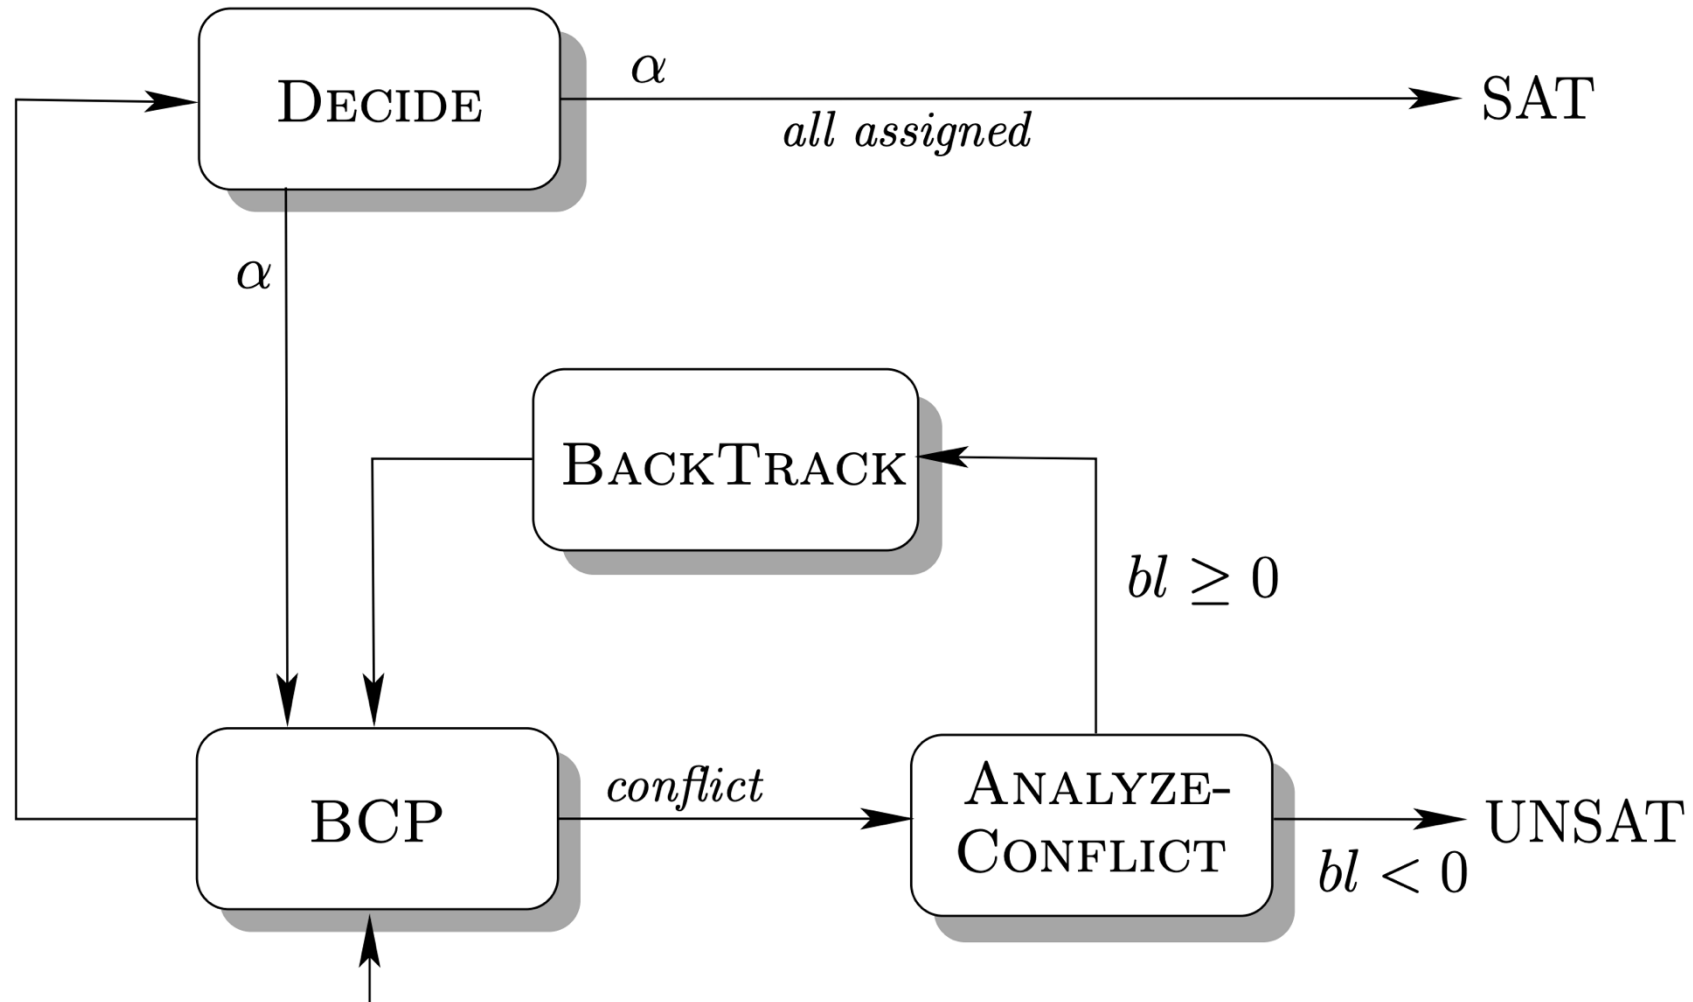 α
DECIDE
SAT
all assigned
α
BACKTRACK
bl ≥ 0
conflict
ANALYZE-
CONFLICT
BCP
UNSAT
bl < 0